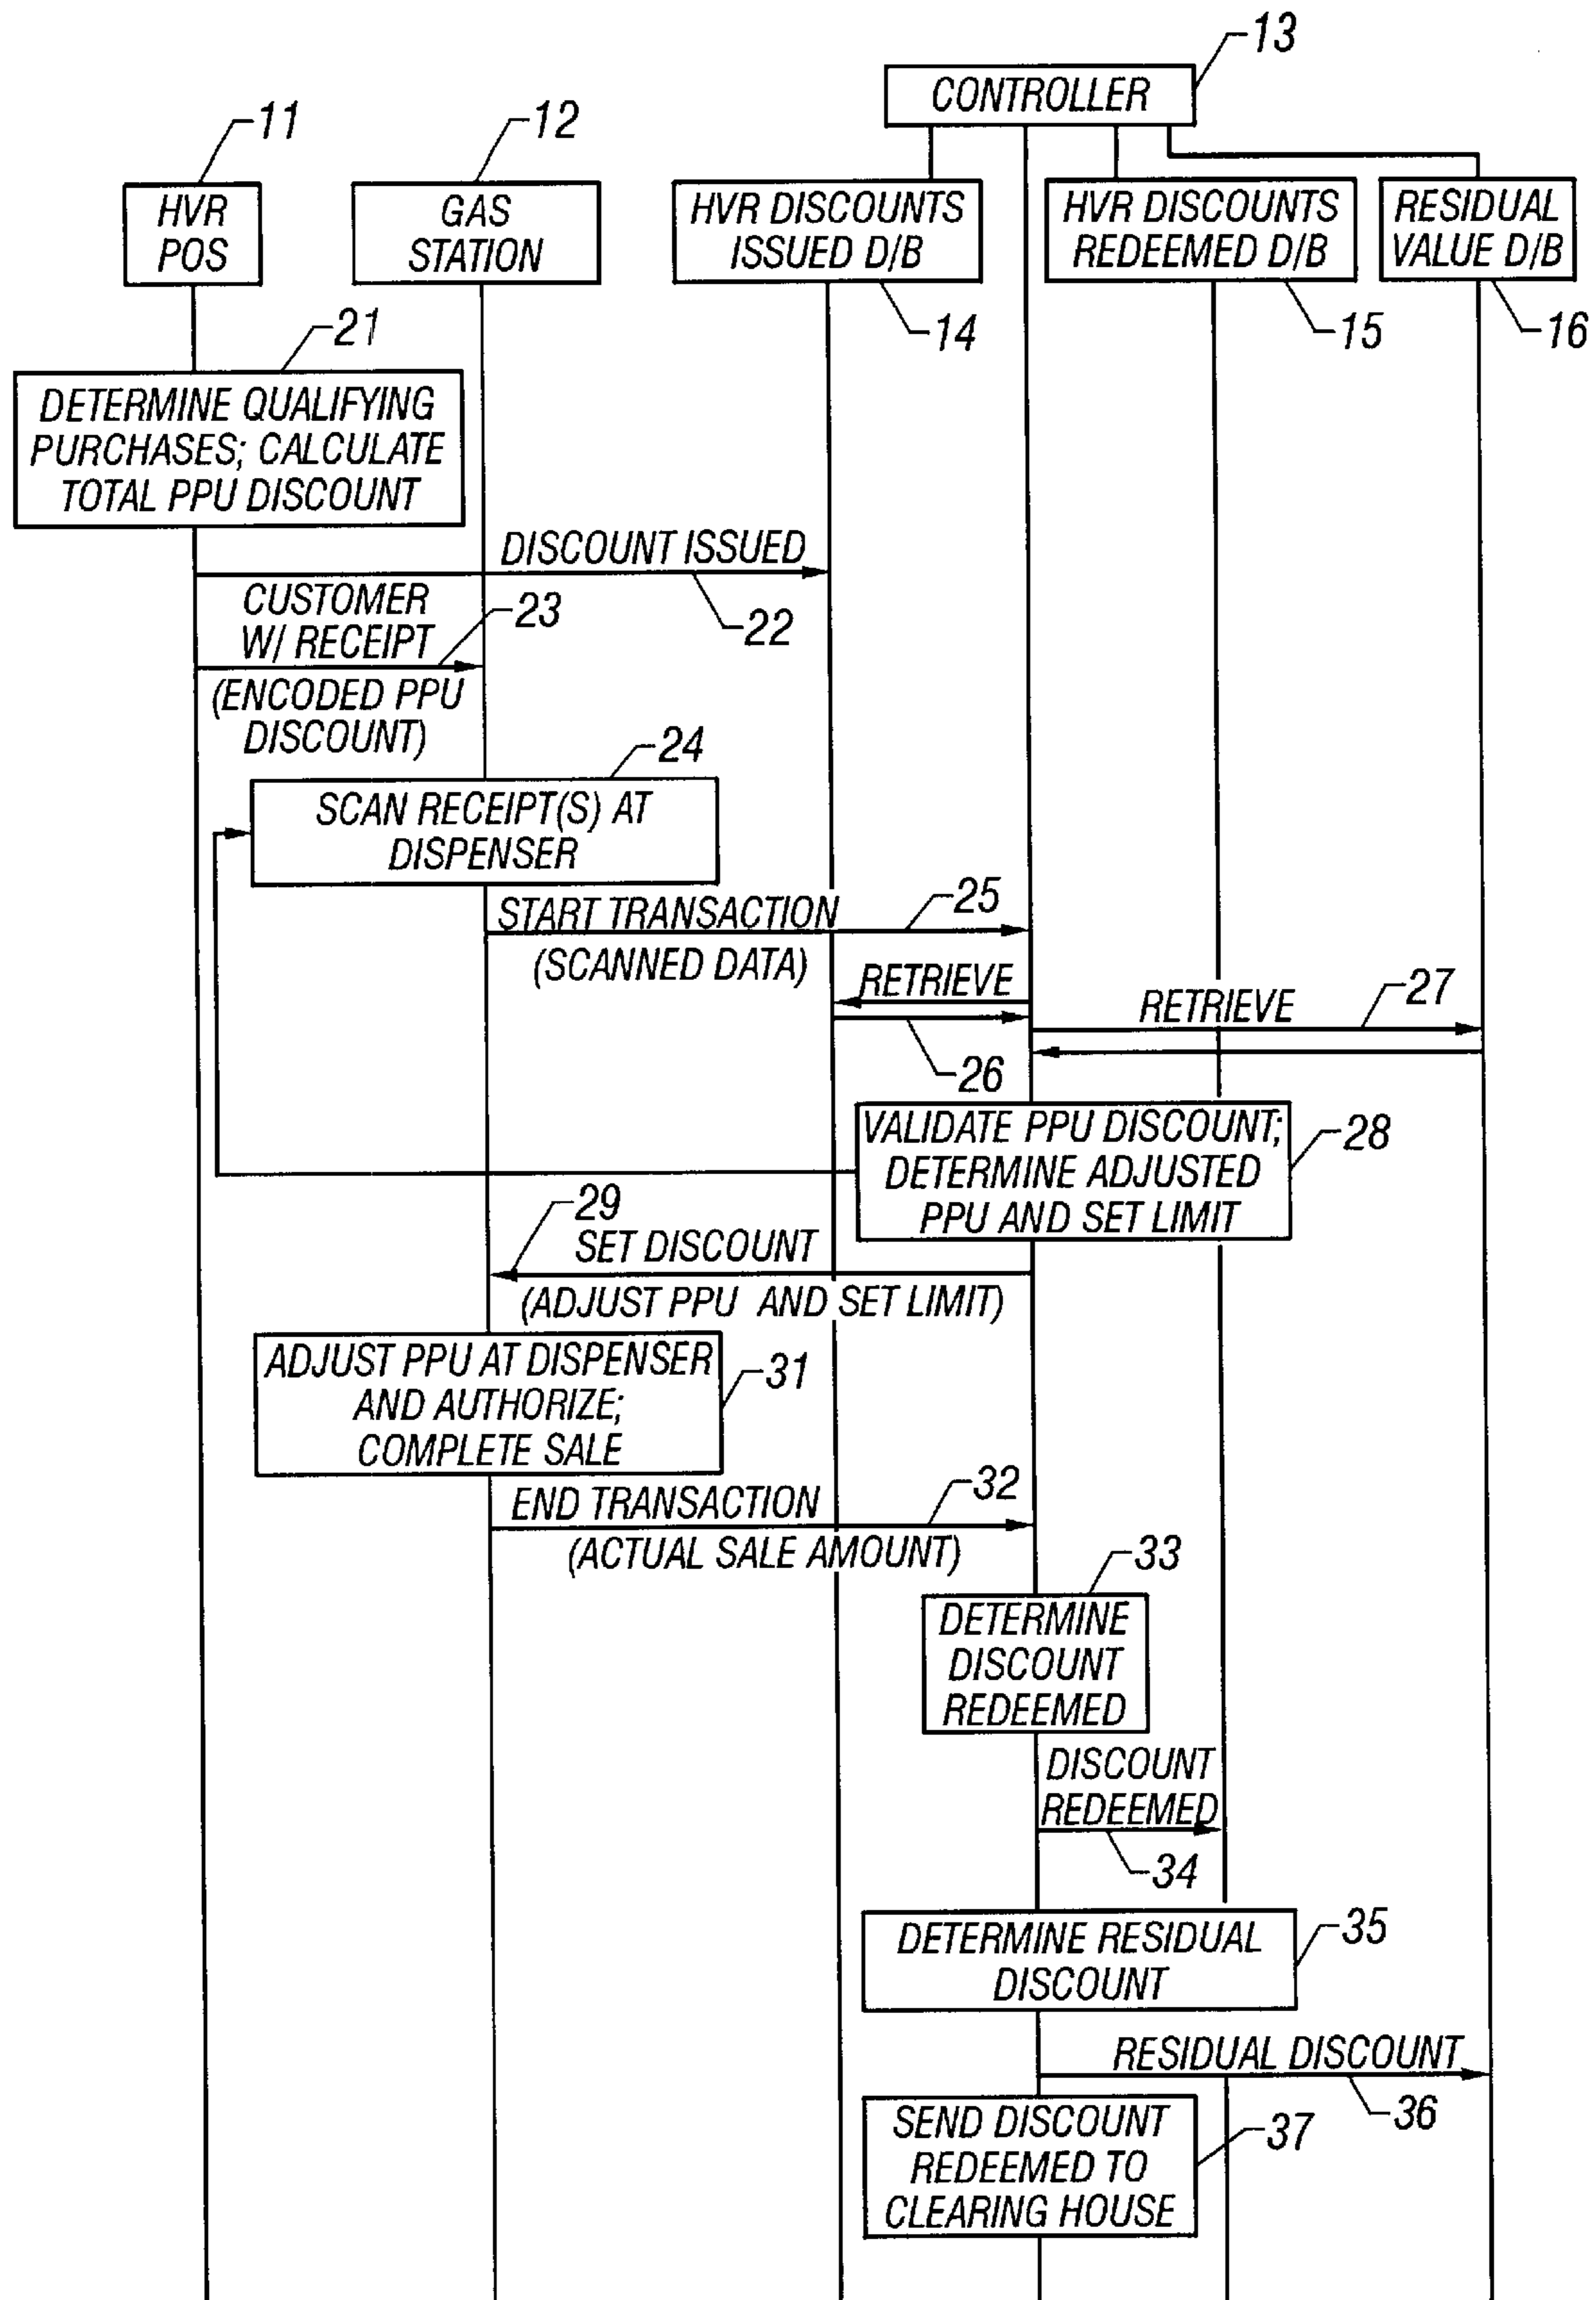 13
CONTROLLER
11
12
HVR
POS
GAS
STATION
HVR DISCOUNTS
ISSUED D/B
HVR DISCOUNTS
REDEEMED D/B
RESIDUAL
VALUE D/B
14
15
16
21
DETERMINE QUALIFYING
PURCHASES; CALCULATE
TOTAL PPU DISCOUNT
DISCOUNT ISSUED
22
CUSTOMER
W/ RECEIPT
23
(ENCODED PPU
DISCOUNT)
24
SCAN RECEIPT(S) AT
DISPENSER
START TRANSACTION
25
(SCANNED DATA)
RETRIEVE
26
RETRIEVE
27
VALIDATE PPU DISCOUNT;
DETERMINE ADJUSTED
PPU AND SET LIMIT
28
29
SET DISCOUNT
(ADJUST PPU AND SET LIMIT)
ADJUST PPU AT DISPENSER
AND AUTHORIZE;
COMPLETE SALE
31
END TRANSACTION
32
(ACTUAL SALE AMOUNT)
33
DETERMINE
DISCOUNT
REDEEMED
DISCOUNT
REDEEMED
34
DETERMINE RESIDUAL
DISCOUNT
35
RESIDUAL DISCOUNT
36
SEND DISCOUNT
REDEEMED TO
CLEARING HOUSE
37